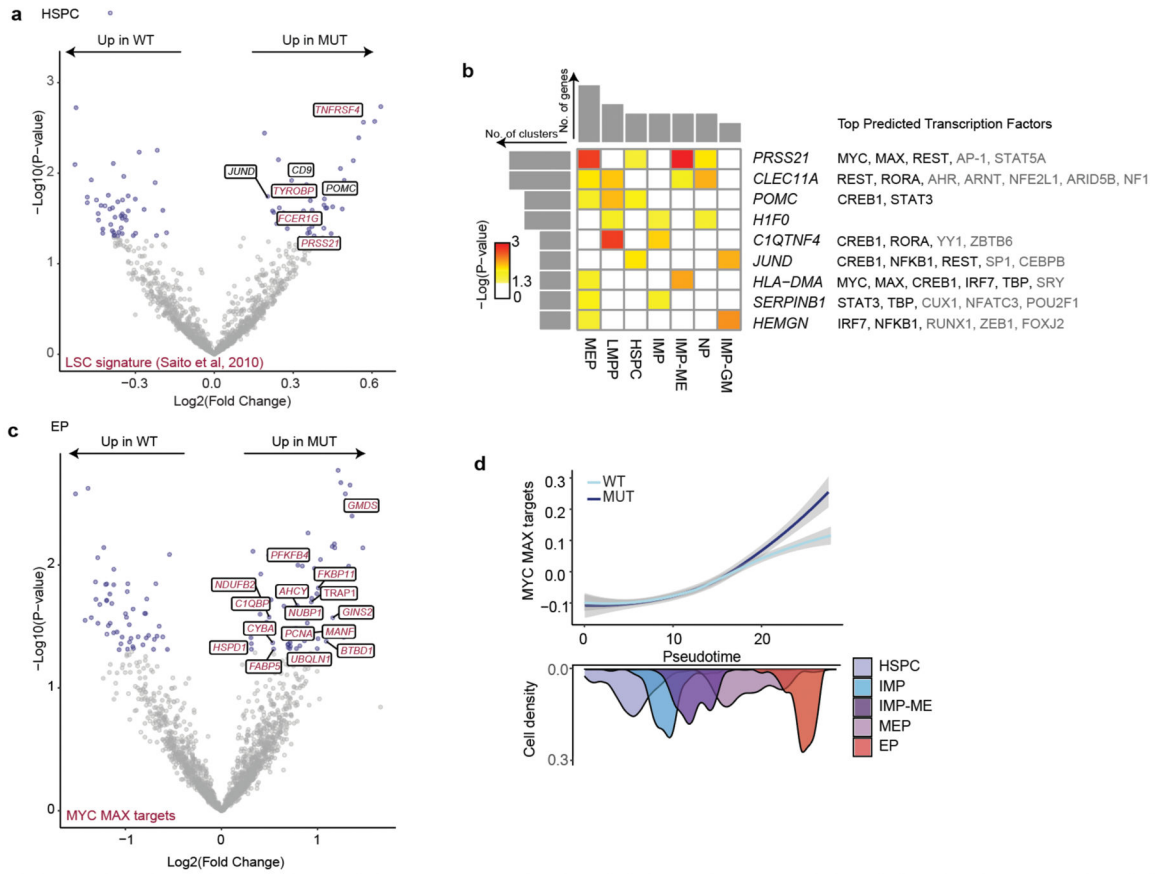 a HSPC
Up in WT
Up in MUT
3
2
1
0
−Log10(P-value)
TNFRSF4
JUND
CD9
TYROBP
POMC
FCER1G
PRSS21
LSC signature (Saito et al, 2010)
−0.3 0.0 0.3 0.6
Log2(Fold Change)
b
No. of genes
No. of clusters
Top Predicted Transcription Factors
PRSS21 MYC, MAX, REST, AP-1, STAT5A
CLEC11A REST, RORA, AHR, ARNT, NFE2L1, ARID5B, NF1
POMC CREB1, STAT3
H1F0
C1QTNF4 CREB1, RORA, YY1, ZBTB6
JUND CREB1, NFKB1, REST, SP1, CEBPB
HLA−DMA MYC, MAX, CREB1, IRF7, TBP, SRY
SERPINB1 STAT3, TBP, CUX1, NFATC3, POU2F1
HEMGN IRF7, NFKB1, RUNX1, ZEB1, FOXJ2
−Log(P-value)
3
1.3
0
MEP
LMPP
HSPC
IMP
IMP-ME
NP
IMP-GM
c EP
Up in WT
Up in MUT
2
1
0
−Log10(P-value)
GMDS
PFKFB4
FKBP11
NDUFB2
AHCY
TRAP1
C1QBP
NUBP1
GINS2
CYBA
PCNA
MANF
HSPD1
BTBD1
FABP5
UBQLN1
MYC MAX targets
−1 0 1
Log2(Fold Change)
d
WT
MUT
0.3
0.2
0.1
0.0
−0.1
MYC MAX targets
0 10 20
Pseudotime
0.0
0.3
Cell density
HSPC
IMP
IMP-ME
MEP
EP